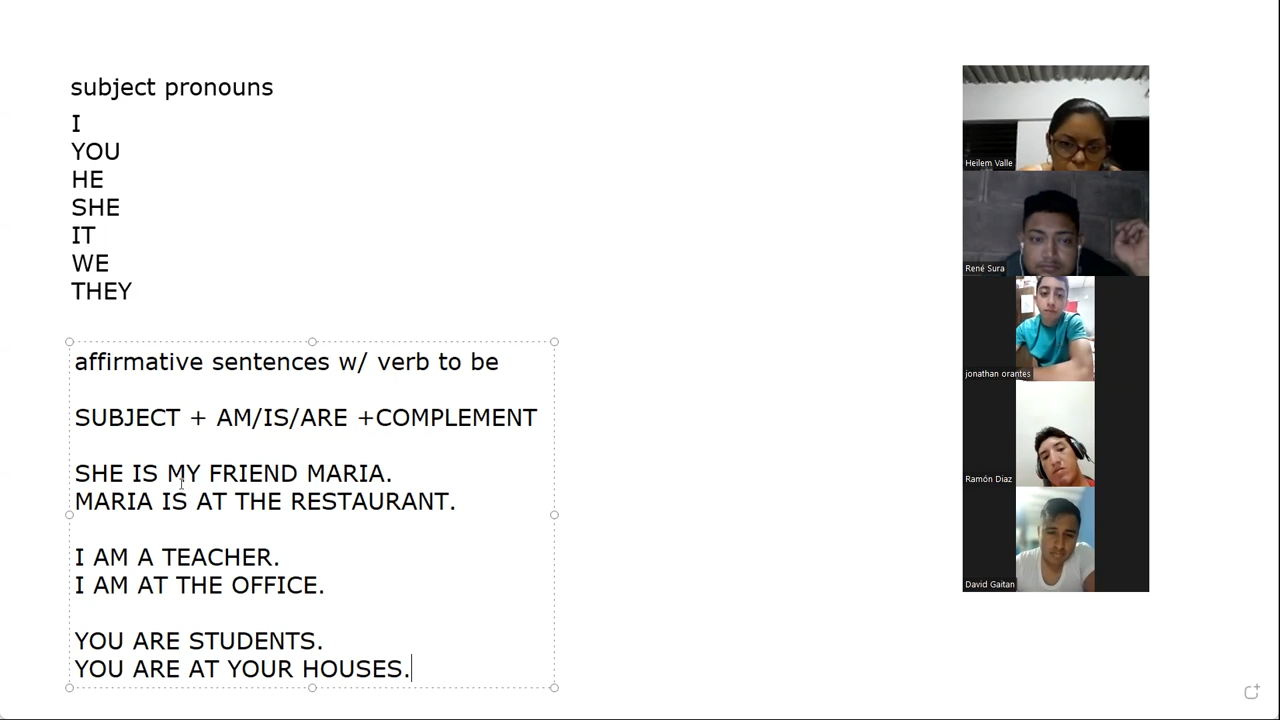 subject pronouns
I
YOU
HE
SHE
IT
WE
THEY
affirmative sentences w/ verb to be
SUBJECT + AM/IS/ARE +COMPLEMENT
SHE IS MY FRIEND MARIA.
MARIA IS AT THE RESTAURANT.
I AM A TEACHER.
I AM AT THE OFFICE.
YOU ARE STUDENTS.
YOU ARE AT YOUR HOUSES.
Heilem Valle
René Sura
jonathan orantes
Ramón Diaz
David Gaitan